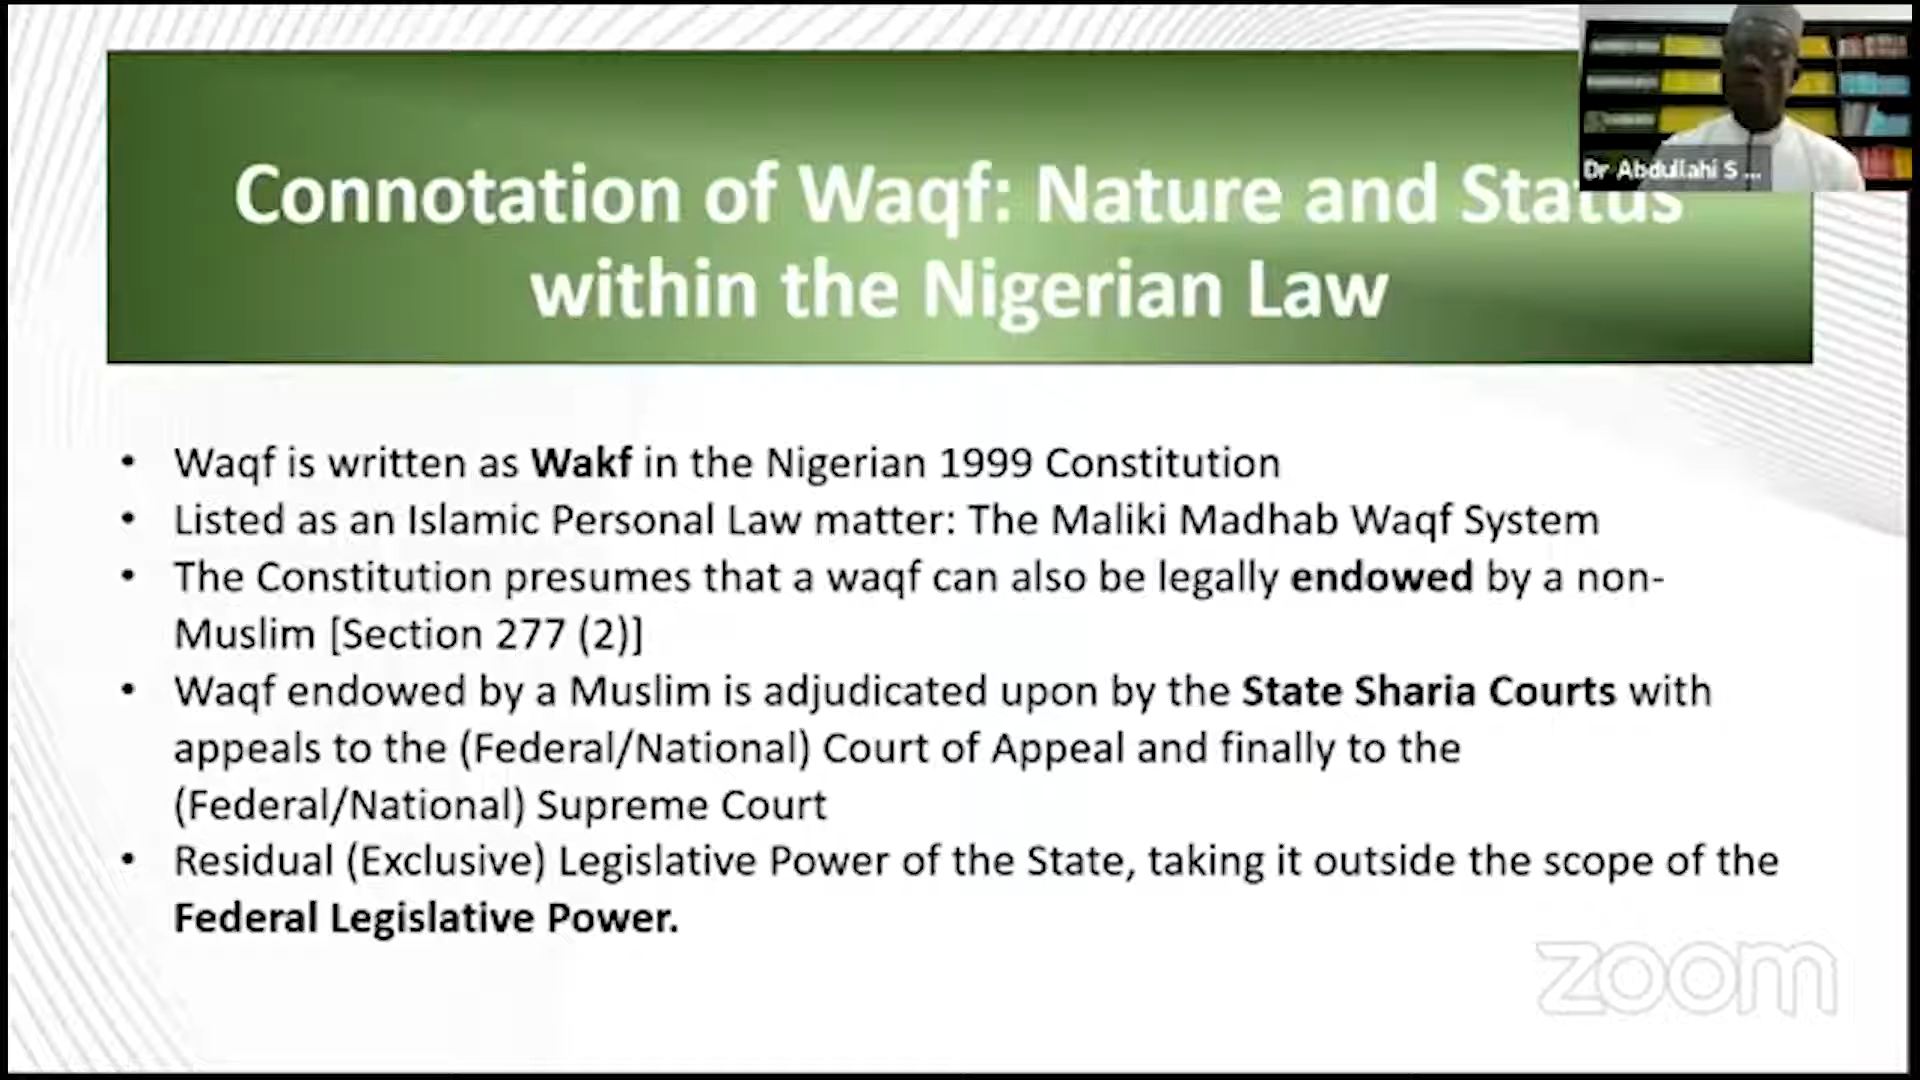 Dr Abdullahi S ...
Connotation of Waqf: Nature and Status
within the Nigerian Law
• Waqf is written as Wakf in the Nigerian 1999 Constitution
• Listed as an Islamic Personal Law matter: The Maliki Madhab Waqf System
• The Constitution presumes that a waqf can also be legally endowed by a non-
Muslim [Section 277 (2)]
• Waqf endowed by a Muslim is adjudicated upon by the State Sharia Courts with
appeals to the (Federal/National) Court of Appeal and finally to the
(Federal/National) Supreme Court
• Residual (Exclusive) Legislative Power of the State, taking it outside the scope of the
Federal Legislative Power.
zoom